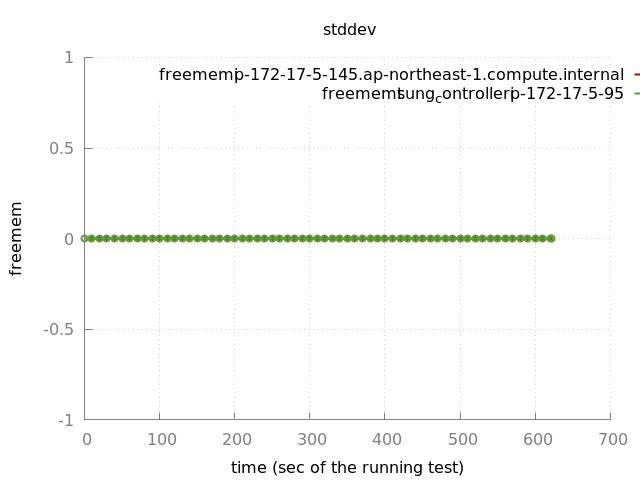 stddev
1
freememip-172-17-5-145.ap-northeast-1.compute.internal
freememtsung_controllerip-172-17-5-95
0.5
freemem
0
-0.5
-1
0 100 200 300 400 500 600 700
time (sec of the running test)